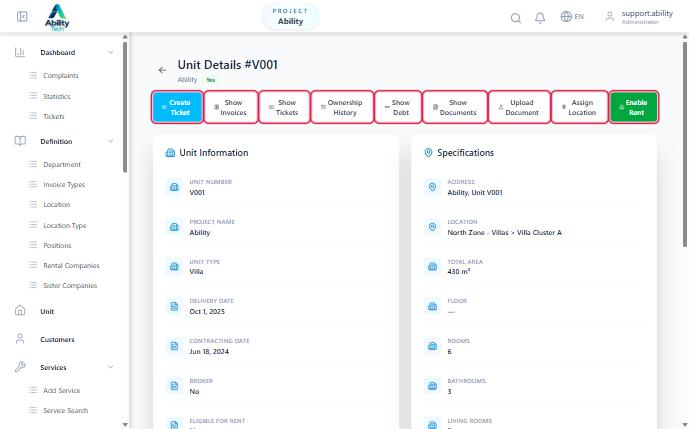 Ability
Tech
PROJECT
Ability
EN
support.ability
Administrator
Dashboard
Complaints
Statistics
Tickets
Definition
Department
Invoice Types
Location
Location Type
Positions
Rental Companies
Sister Companies
Unit
Customers
Services
Add Service
Service Search
Unit Details #V001
Ability Yes
Create Ticket
Show Invoices
Show Tickets
Ownership History
Show Debt
Show Documents
Upload Document
Assign Location
Enable Rent
Unit Information
UNIT NUMBER
V001
PROJECT NAME
Ability
UNIT TYPE
Villa
DELIVERY DATE
Oct 1, 2025
CONTRACTING DATE
Jun 18, 2024
BROKER
No
ELIGIBLE FOR RENT
Specifications
ADDRESS
Ability, Unit V001
LOCATION
North Zone - Villas > Villa Cluster A
TOTAL AREA
430 m²
FLOOR
—
ROOMS
6
BATHROOMS
3
LIVING ROOMS